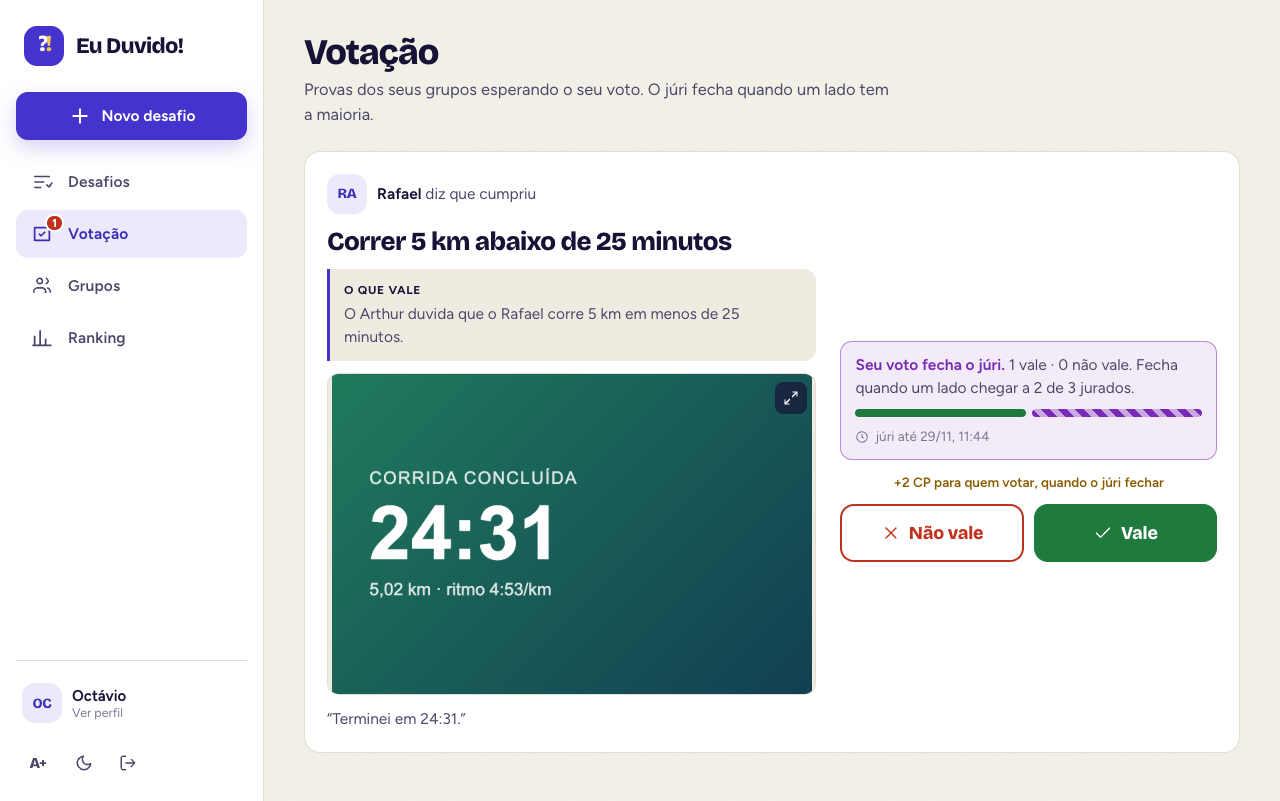 ?!
Eu Duvido!
Novo desafio
Desafios
1
Votação
Grupos
Ranking
OC
Octávio
Ver perfil
A+
Votação
Provas dos seus grupos esperando o seu voto. O júri fecha quando um lado tem
a maioria.
RA
Rafael diz que cumpriu
Correr 5 km abaixo de 25 minutos
O QUE VALE
O Arthur duvida que o Rafael corre 5 km em menos de 25
minutos.
CORRIDA CONCLUÍDA
24:31
5,02 km · ritmo 4:53/km
“Terminei em 24:31.”
Seu voto fecha o júri. 1 vale · 0 não vale. Fecha
quando um lado chegar a 2 de 3 jurados.
júri até 29/11, 11:44
+2 CP para quem votar, quando o júri fechar
Não vale
Vale